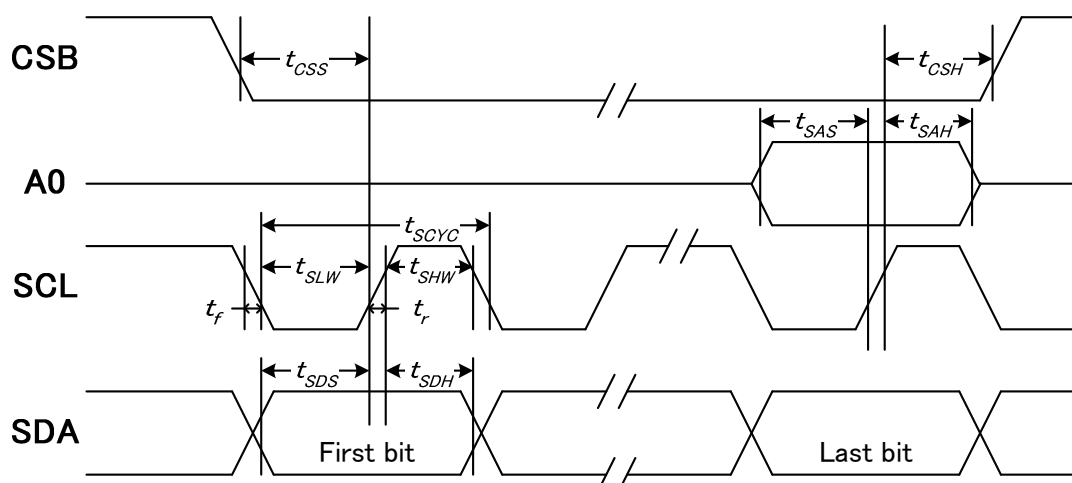 CSB
tCSS
tCSH
A0
tSAS
tSAH
tSCYC
SCL
tSLW
tSHW
tf
tr
SDA
tSDS
tSDH
First bit
Last bit